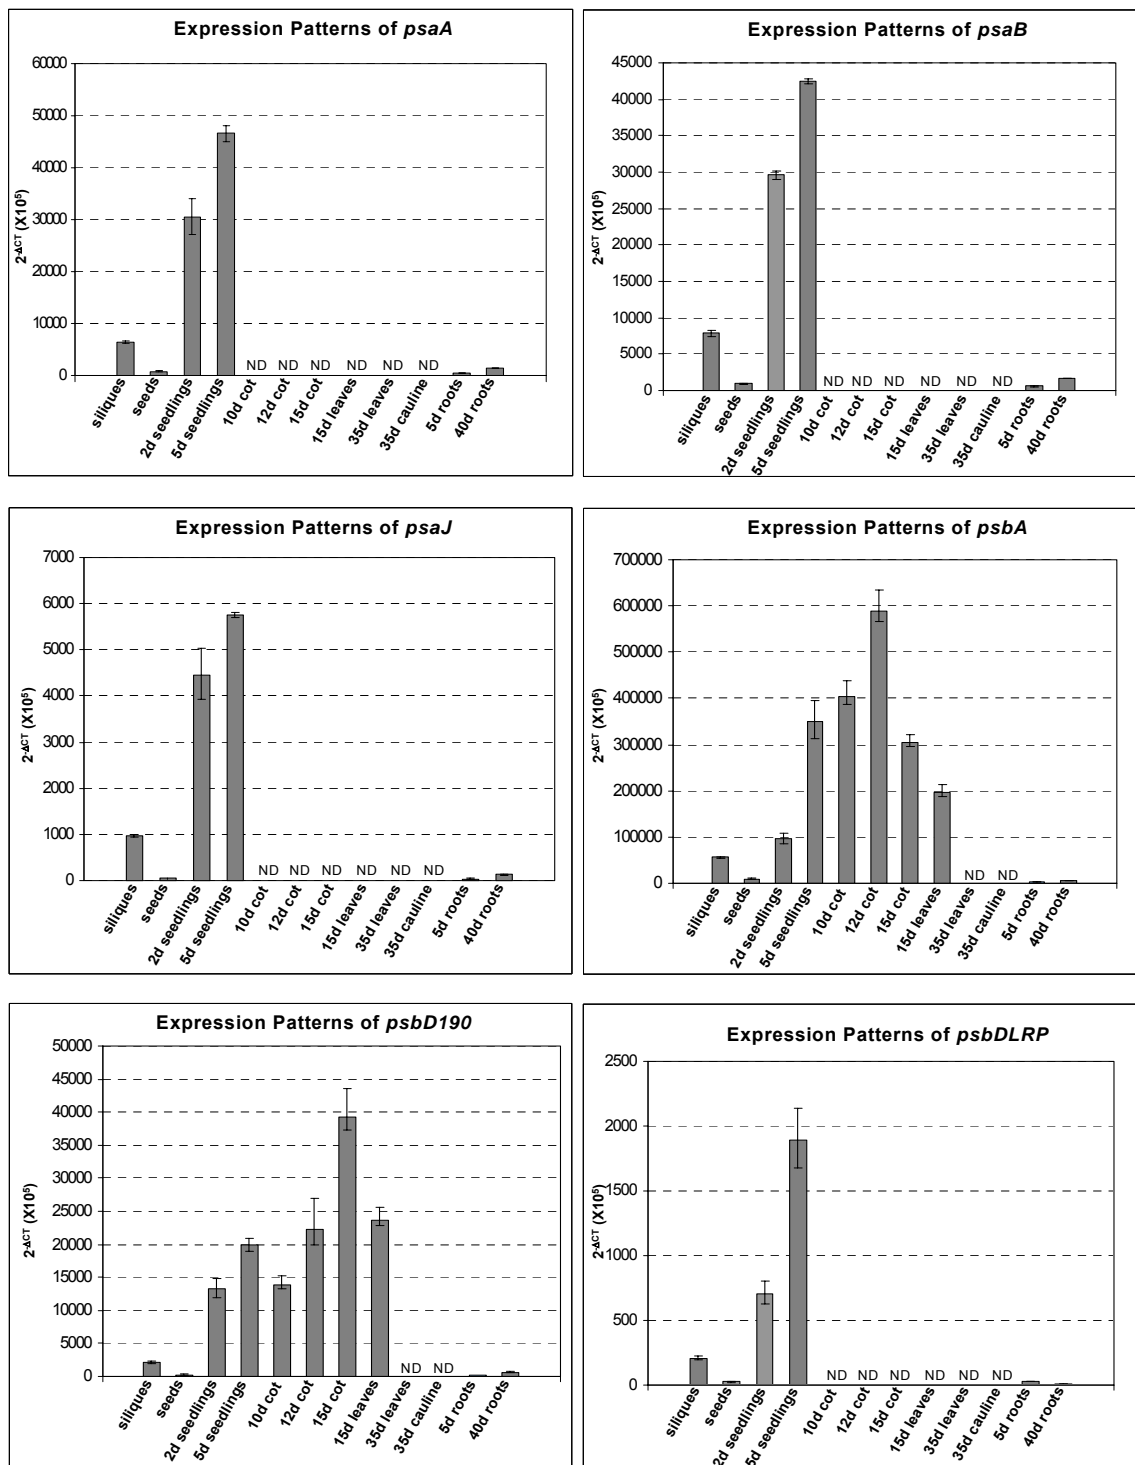 Expression Patterns of psaA
60000
50000
40000
30000
20000
10000
0
2-ΔCT (X10⁵)
ND ND ND ND ND ND
siliques
seeds
2d seedlings
5d seedlings
10d cot
12d cot
15d cot
15d leaves
35d leaves
35d cauline
5d roots
40d roots
Expression Patterns of psaB
45000
40000
35000
30000
25000
20000
15000
10000
5000
0
2-ΔCT (X10⁵)
ND ND ND ND ND ND
siliques
seeds
2d seedlings
5d seedlings
10d cot
12d cot
15d cot
15d leaves
35d leaves
35d cauline
5d roots
40d roots
Expression Patterns of psaJ
7000
6000
5000
4000
3000
2000
1000
0
2-ΔCT (X10⁵)
ND ND ND ND ND ND
siliques
seeds
2d seedlings
5d seedlings
10d cot
12d cot
15d cot
15d leaves
35d leaves
35d cauline
5d roots
40d roots
Expression Patterns of psbA
700000
600000
500000
400000
300000
200000
100000
0
2-ΔCT (X10⁵)
ND ND
siliques
seeds
2d seedlings
5d seedlings
10d cot
12d cot
15d cot
15d leaves
35d leaves
35d cauline
5d roots
40d roots
Expression Patterns of psbD190
50000
45000
40000
35000
30000
25000
20000
15000
10000
5000
0
2-ΔCT (X10⁵)
ND ND
siliques
seeds
2d seedlings
5d seedlings
10d cot
12d cot
15d cot
15d leaves
35d leaves
35d cauline
5d roots
40d roots
Expression Patterns of psbDLRP
2500
2000
1500
1000
500
0
2-ΔCT (X10⁵)
ND ND ND ND ND ND
siliques
seeds
2d seedlings
5d seedlings
10d cot
12d cot
15d cot
15d leaves
35d leaves
35d cauline
5d roots
40d roots